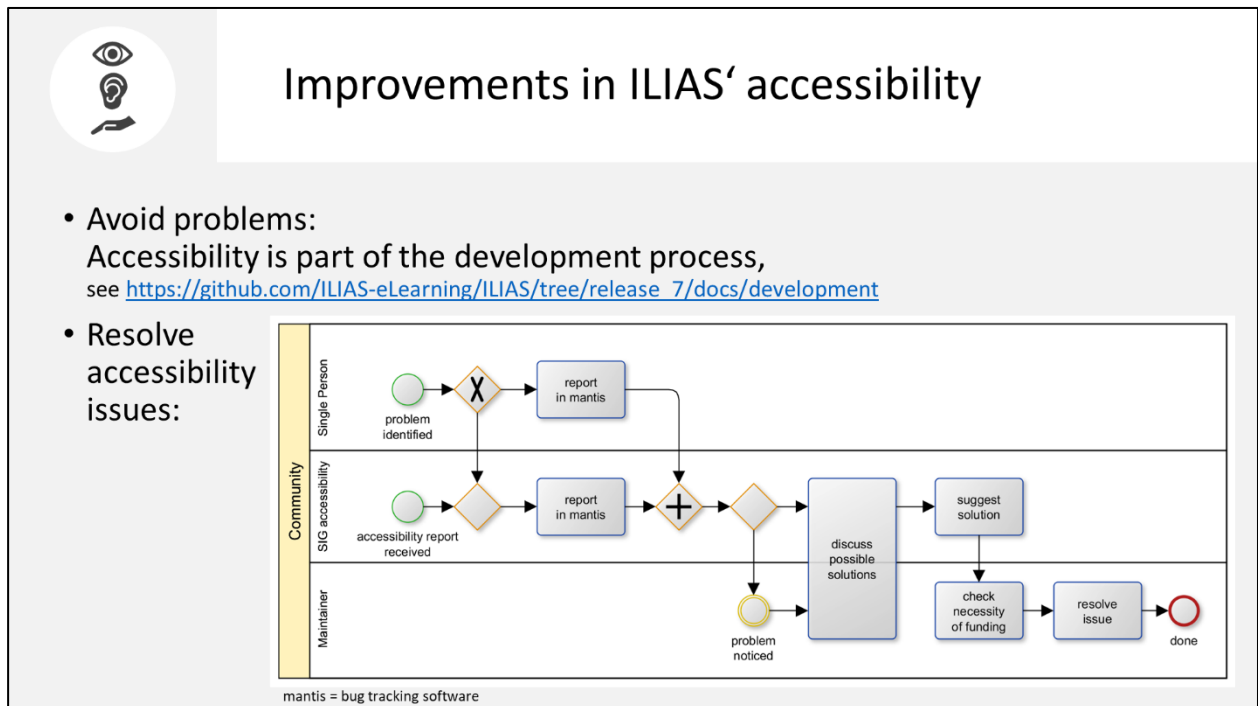 Improvements in ILIAS‘ accessibility
• Avoid problems:
Accessibility is part of the development process,
see https://github.com/ILIAS-eLearning/ILIAS/tree/release_7/docs/development
• Resolve
accessibility
issues:
Community
Single Person
problem
identified
X
report
in mantis
SIG accessibility
accessibility report
received
report
in mantis
+
discuss
possible
solutions
suggest
solution
Maintainer
problem
noticed
check
necessity
of funding
resolve
issue
done
mantis = bug tracking software